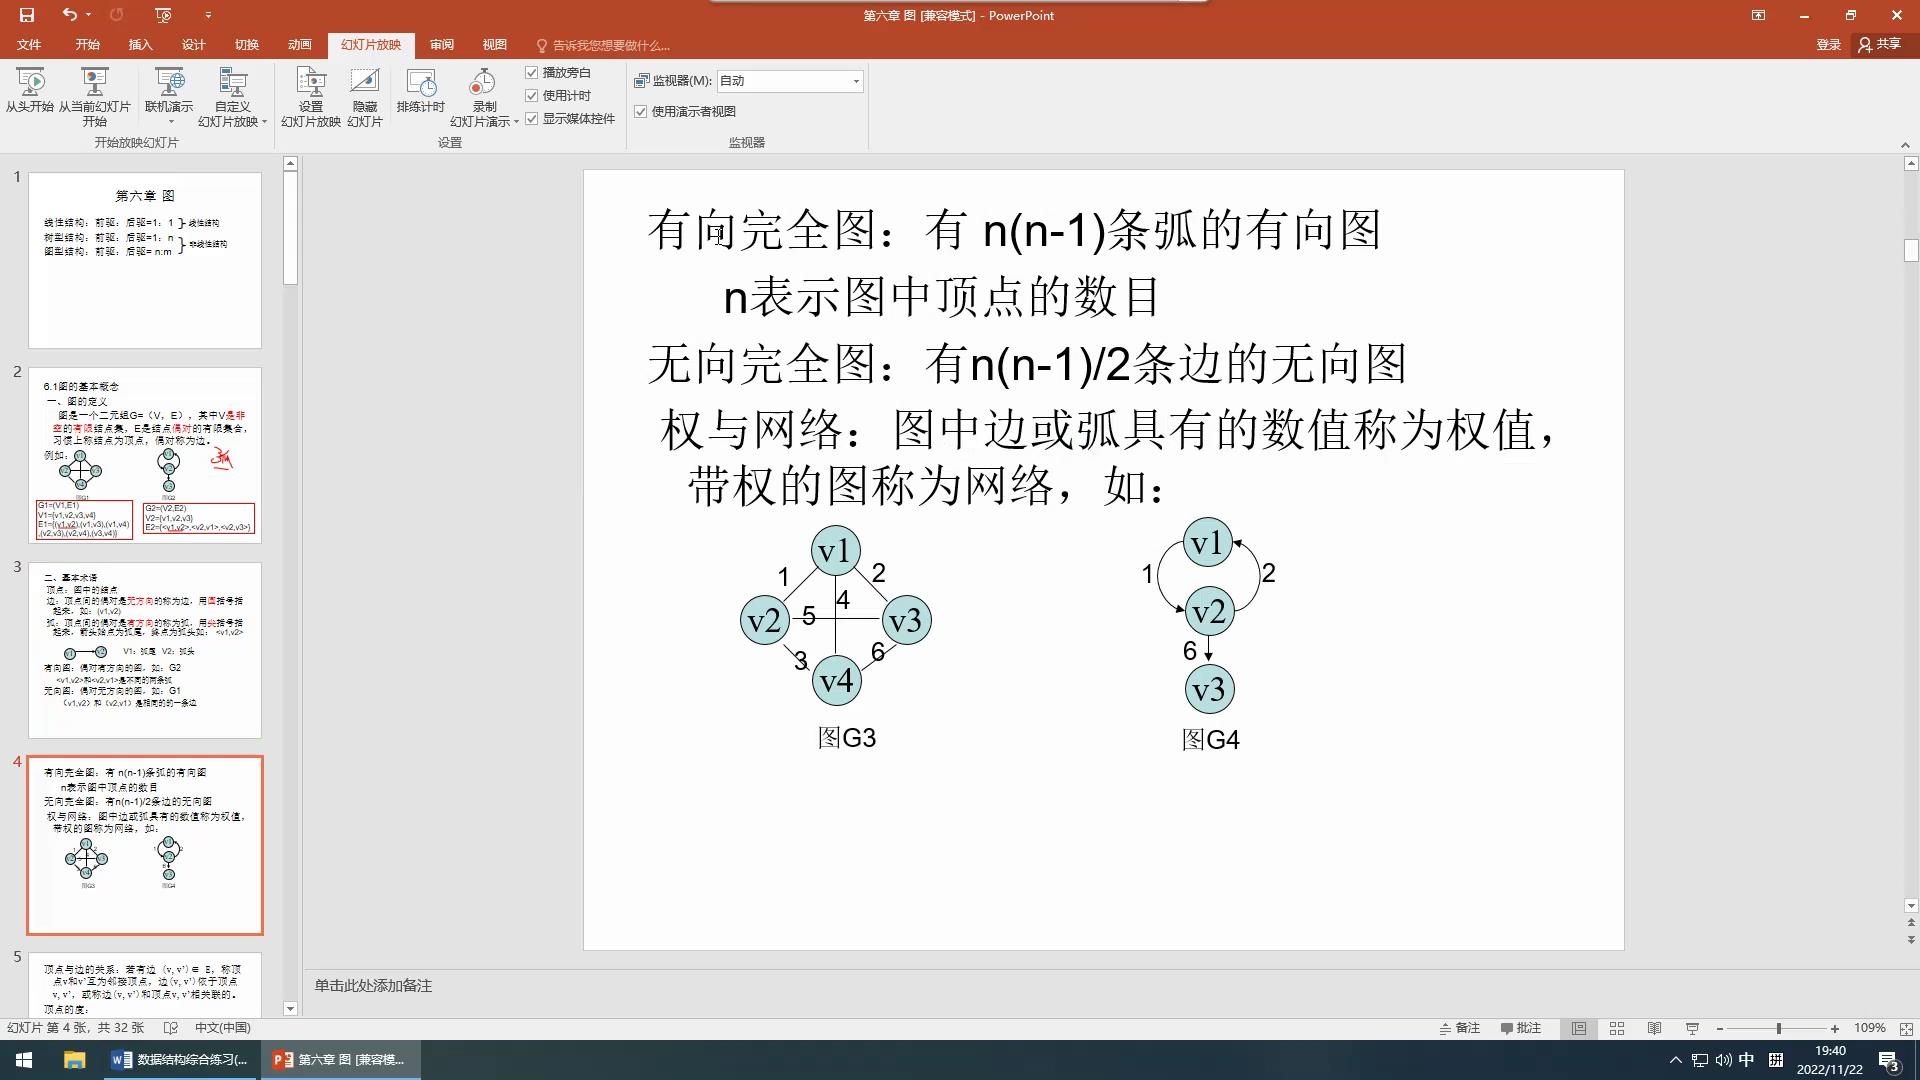 第六章 图 [兼容模式] - PowerPoint
文件 开始 插入 设计 切换 动画 幻灯片放映 审阅 视图 告诉我您想要做什么... 登录 共享
从头开始 从当前幻灯片开始 联机演示 自定义幻灯片放映 设置幻灯片放映 隐藏幻灯片 排练计时 录制幻灯片演示
播放旁白
使用计时
显示媒体控件
监视器(M): 自动
使用演示者视图
开始放映幻灯片 设置 监视器
1
第六章 图
线性结构：前驱：后驱=1：1 线性结构
树型结构：前驱：后驱=1：n 非线性结构
图型结构：前驱：后驱= n:m
2
6.1图的基本概念
一、图的定义
图是一个二元组G=（V，E），其中V是非
空的有限结点集，E是结点偶对的有限集合，
习惯上称结点为顶点，偶对称为边。
例如：
v1 v2 v3 v4
v1 v2 v3
弧
图G1 图G2
G1=(V1,E1)
V1={v1,v2,v3,v4}
E1={(v1,v2),(v1,v3),(v1,v4)
,(v2,v3),(v2,v4),(v3,v4)}
G2=(V2,E2)
V2={v1,v2,v3}
E2={<v1,v2>,<v2,v1>,<v2,v3>}
3
二、基本术语
顶点：图中的结点
边：顶点间的偶对是无方向的称为边，用圆括号括
起来，如：(v1,v2)
弧：顶点间的偶对是有方向的称为弧，用尖括号括
起来，箭头始点为弧尾，终点为弧头如：<v1,v2>
v1 v2 V1：弧尾 V2：弧头
有向图：偶对有方向的图，如：G2
<v1,v2>和<v2,v1>是不同的两条弧
无向图：偶对无方向的图，如：G1
（v1,v2）和（v2,v1）是相同的的一条边
4
有向完全图：有 n(n-1)条弧的有向图
n表示图中顶点的数目
无向完全图：有n(n-1)/2条边的无向图
权与网络：图中边或弧具有的数值称为权值，
带权的图称为网络，如：
v1 v2 v3 v4
v1 v2 v3
图G3 图G4
5
顶点与边的关系：若有边 (v,v')∈ E，称顶
点v和v'互为邻接顶点，边(v,v')依于顶点
v,v'，或称边(v,v')和顶点v,v'相关联的。
顶点的度：
有向完全图：有 n(n-1)条弧的有向图
n表示图中顶点的数目
无向完全图：有n(n-1)/2条边的无向图
权与网络：图中边或弧具有的数值称为权值，
带权的图称为网络，如：
v1
1 2
4
v2 5 v3
3 6
v4
图G3
v1
1 2
v2
6
v3
图G4
单击此处添加备注
幻灯片 第 4 张，共 32 张 中文(中国) 备注 批注 109%
数据结构综合练习(... 第六章 图 [兼容模... 中 拼 19:40
2022/11/22 3